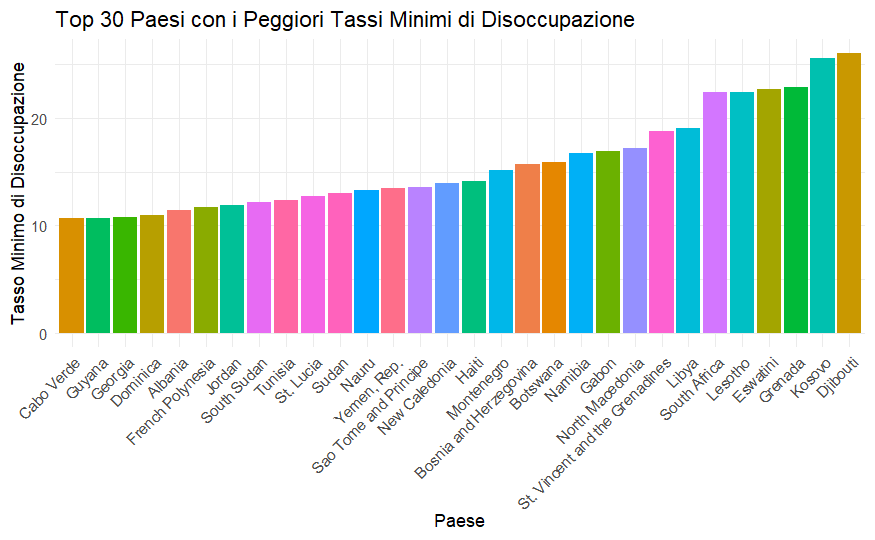 Top 30 Paesi con i Peggiori Tassi Minimi di Disoccupazione
Tasso Minimo di Disoccupazione
20
10
0
Cabo Verde
Guyana
Georgia
Dominica
Albania
French Polynesia
Jordan
South Sudan
Tunisia
St. Lucia
Sudan
Nauru
Yemen, Rep.
Sao Tome and Principe
New Caledonia
Haiti
Montenegro
Bosnia and Herzegovina
Botswana
Namibia
Gabon
North Macedonia
St. Vincent and the Grenadines
Libya
South Africa
Lesotho
Eswatini
Grenada
Kosovo
Djibouti
Paese